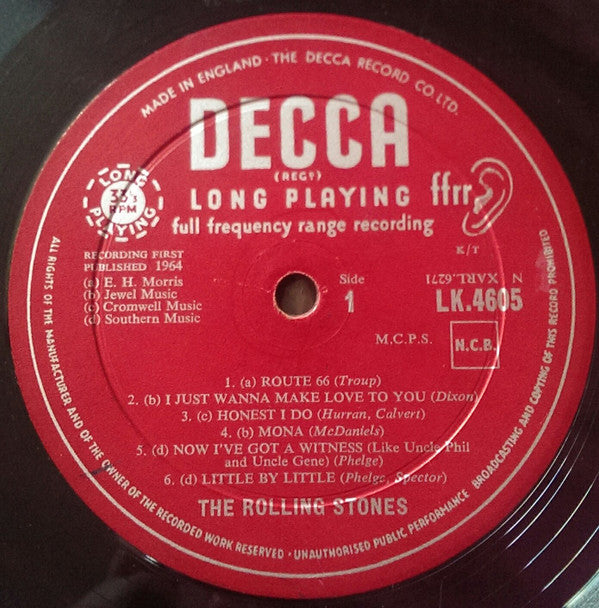 MADE IN ENGLAND · THE DECCA RECORD CO. LTD.
DECCA
(REGD)
LONG PLAYING
33 1/3
RPM
LONG PLAYING
ffrr
full frequency range recording
K/T
RECORDING FIRST
PUBLISHED 1964
(a) E. H. Morris
(b) Jewel Music
(c) Cromwell Music
(d) Southern Music
Side
1
N XARL.6271
LK.4605
M.C.P.S.
N.C.B.
1. (a) ROUTE 66 (Troup)
2. (b) I JUST WANNA MAKE LOVE TO YOU (Dixon)
3. (c) HONEST I DO (Hurran, Calvert)
4. (b) MONA (McDaniels)
5. (d) NOW I'VE GOT A WITNESS (Like Uncle Phil
and Uncle Gene) (Phelge)
6. (d) LITTLE BY LITTLE (Phelge, Spector)
THE ROLLING STONES
ALL RIGHTS OF THE MANUFACTURER AND OF THE OWNER OF THE RECORDED WORK RESERVED · UNAUTHORISED PUBLIC PERFORMANCE BROADCASTING AND COPYING OF THIS RECORD PROHIBITED